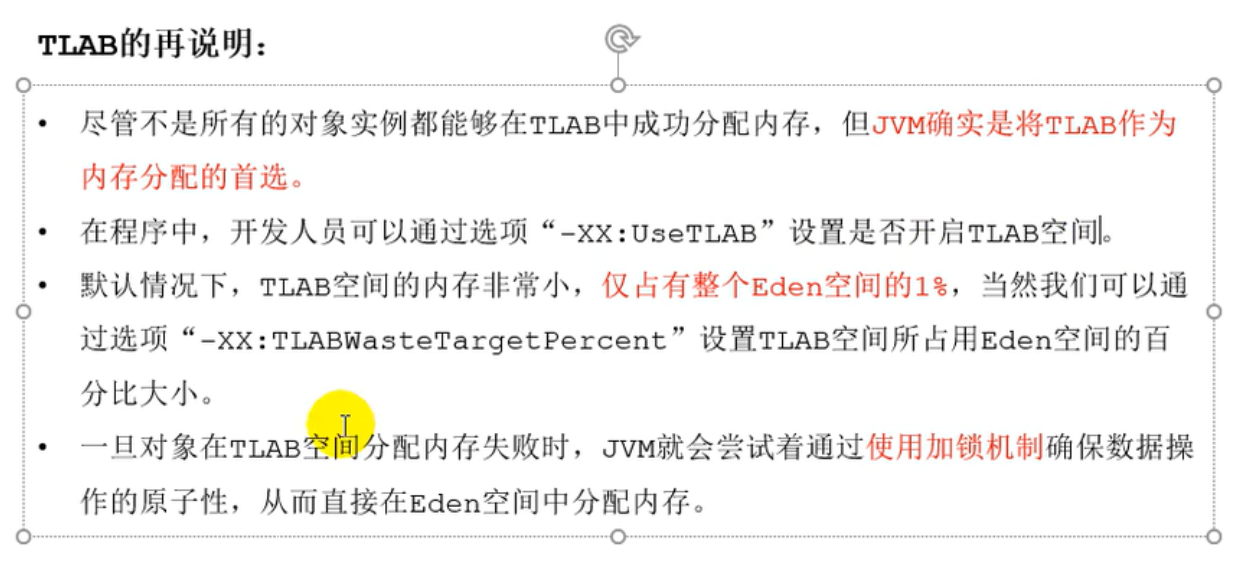 TLAB的再说明：
• 尽管不是所有的对象实例都能够在TLAB中成功分配内存，但JVM确实是将TLAB作为
内存分配的首选。
• 在程序中，开发人员可以通过选项“-XX:UseTLAB”设置是否开启TLAB空间。
• 默认情况下，TLAB空间的内存非常小，仅占有整个Eden空间的1%，当然我们可以通
过选项“-XX:TLABWasteTargetPercent”设置TLAB空间所占用Eden空间的百
分比大小。
• 一旦对象在TLAB空间分配内存失败时，JVM就会尝试着通过使用加锁机制确保数据操
作的原子性，从而直接在Eden空间中分配内存。